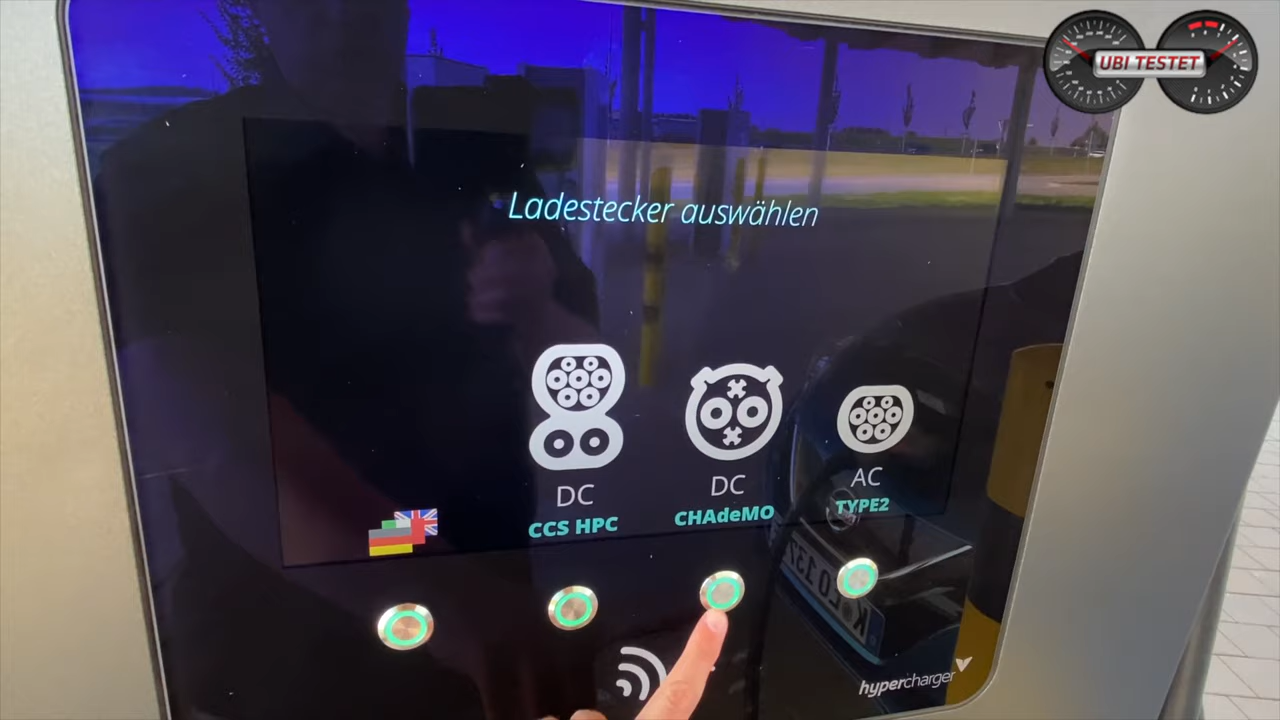 UBI TESTET
Ladestecker auswählen
DC
CCS HPC
DC
CHAdeMO
AC
TYPE2
hypercharger